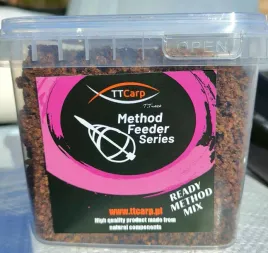 TTCarp
Method
Feeder
Series
READY
METHOD
MIX
www.ttcarp.pl
High quality product made from
natural components